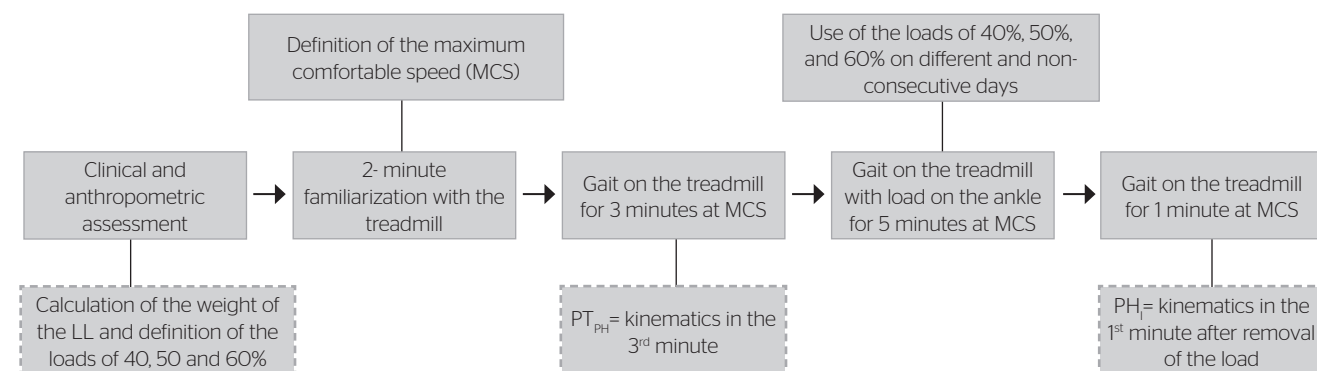 Definition of the maximum
comfortable speed (MCS)
Use of the loads of 40%, 50%,
and 60% on different and non-
consecutive days
Clinical and
anthropometric
assessment
2- minute
familiarization with the
treadmill
Gait on the treadmill
for 3 minutes at MCS
Gait on the treadmill
with load on the ankle
for 5 minutes at MCS
Gait on the treadmill
for 1 minute at MCS
Calculation of the weight of
the LL and definition of the
loads of 40, 50 and 60%
PT_PH= kinematics in the
3rd minute
PH_I= kinematics in the
1st minute after removal
of the load